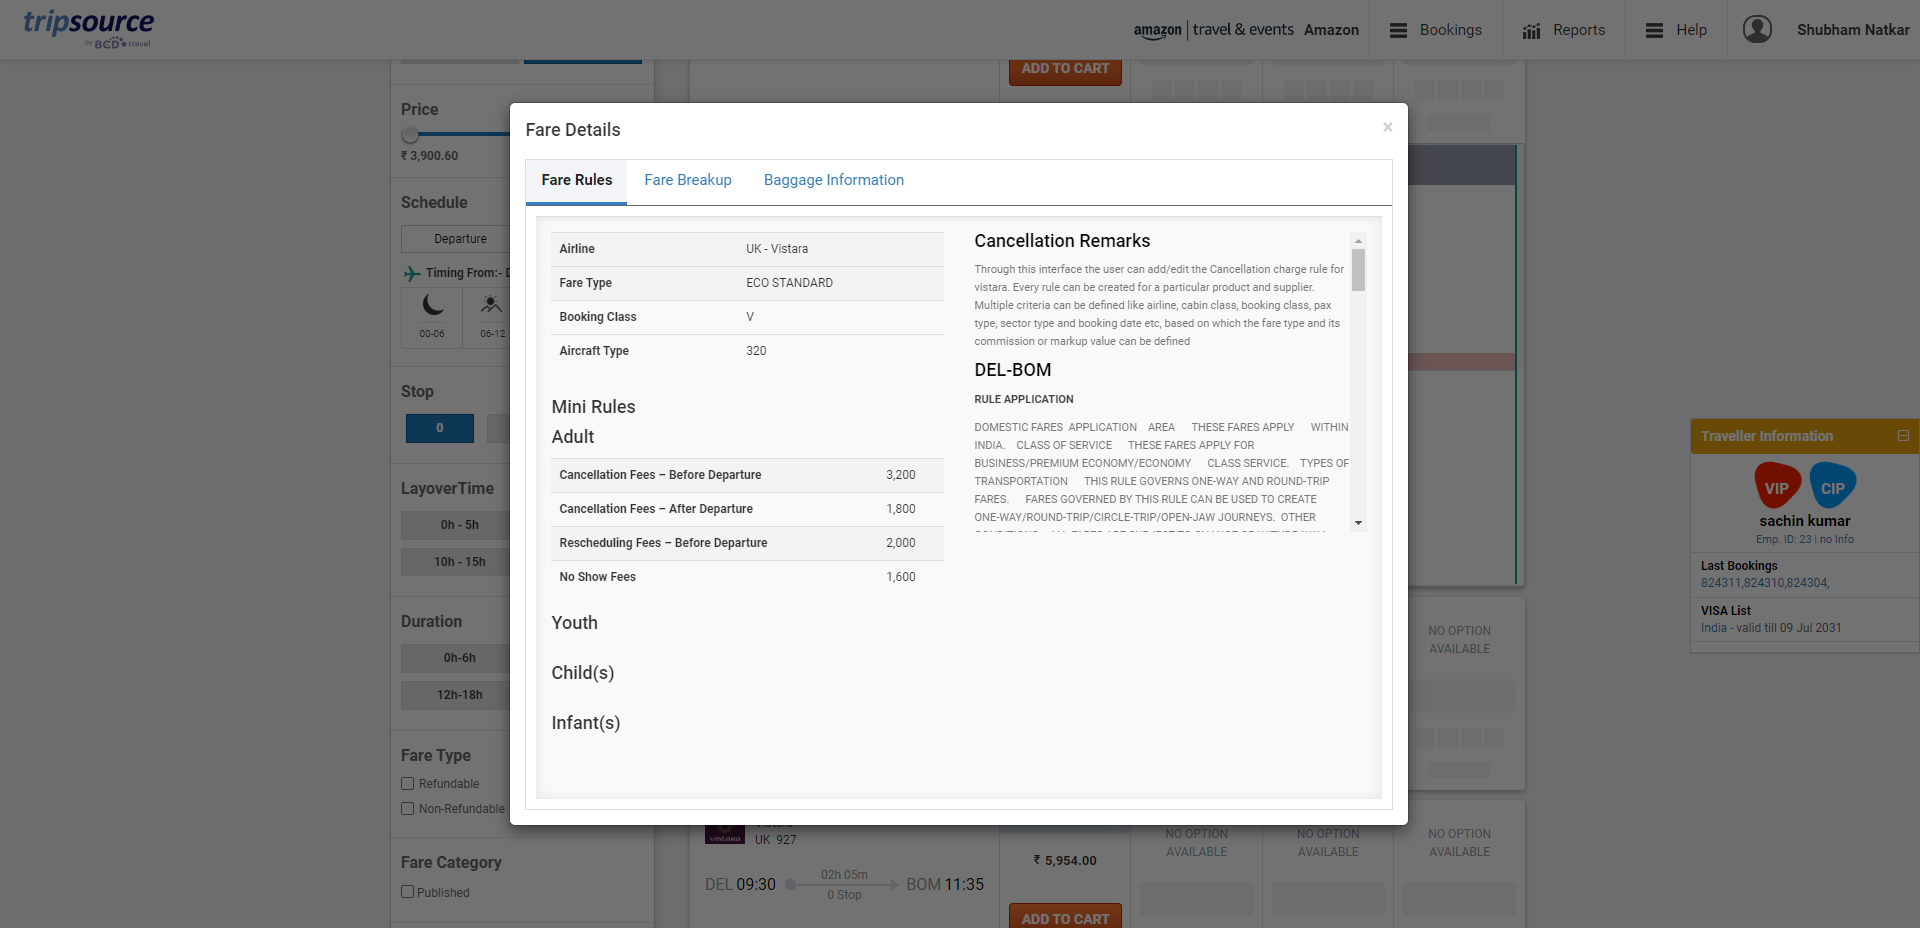 tripsource
by BCD travel
amazon | travel & events Amazon
Bookings
Reports
Help
Shubham Natkar
ADD TO CART
Price
₹ 3,900.60
Schedule
Departure
Timing From:- D
00-06
06-12
Stop
0
LayoverTime
0h - 5h
10h - 15h
Duration
0h-6h
12h-18h
Fare Type
Refundable
Non-Refundable
Fare Category
Published
Fare Details
×
Fare Rules
Fare Breakup
Baggage Information
Airline UK - Vistara
Fare Type ECO STANDARD
Booking Class V
Aircraft Type 320
Mini Rules
Adult
Cancellation Fees – Before Departure 3,200
Cancellation Fees – After Departure 1,800
Rescheduling Fees – Before Departure 2,000
No Show Fees 1,600
Youth
Child(s)
Infant(s)
Cancellation Remarks
Through this interface the user can add/edit the Cancellation charge rule for
vistara. Every rule can be created for a particular product and supplier.
Multiple criteria can be defined like airline, cabin class, booking class, pax
type, sector type and booking date etc, based on which the fare type and its
commission or markup value can be defined
DEL-BOM
RULE APPLICATION
DOMESTIC FARES APPLICATION AREA THESE FARES APPLY WITHIN
INDIA. CLASS OF SERVICE THESE FARES APPLY FOR
BUSINESS/PREMIUM ECONOMY/ECONOMY CLASS SERVICE. TYPES OF
TRANSPORTATION THIS RULE GOVERNS ONE-WAY AND ROUND-TRIP
FARES. FARES GOVERNED BY THIS RULE CAN BE USED TO CREATE
ONE-WAY/ROUND-TRIP/CIRCLE-TRIP/OPEN-JAW JOURNEYS. OTHER
Traveller Information
VIP
CIP
sachin kumar
Emp. ID: 23 | no Info
Last Bookings
824311,824310,824304,
VISA List
India - valid till 09 Jul 2031
NO OPTION
AVAILABLE
VISTARA
UK 927
DEL 09:30
02h 05m
0 Stop
BOM 11:35
₹ 5,954.00
ADD TO CART
NO OPTION
AVAILABLE
NO OPTION
AVAILABLE
NO OPTION
AVAILABLE